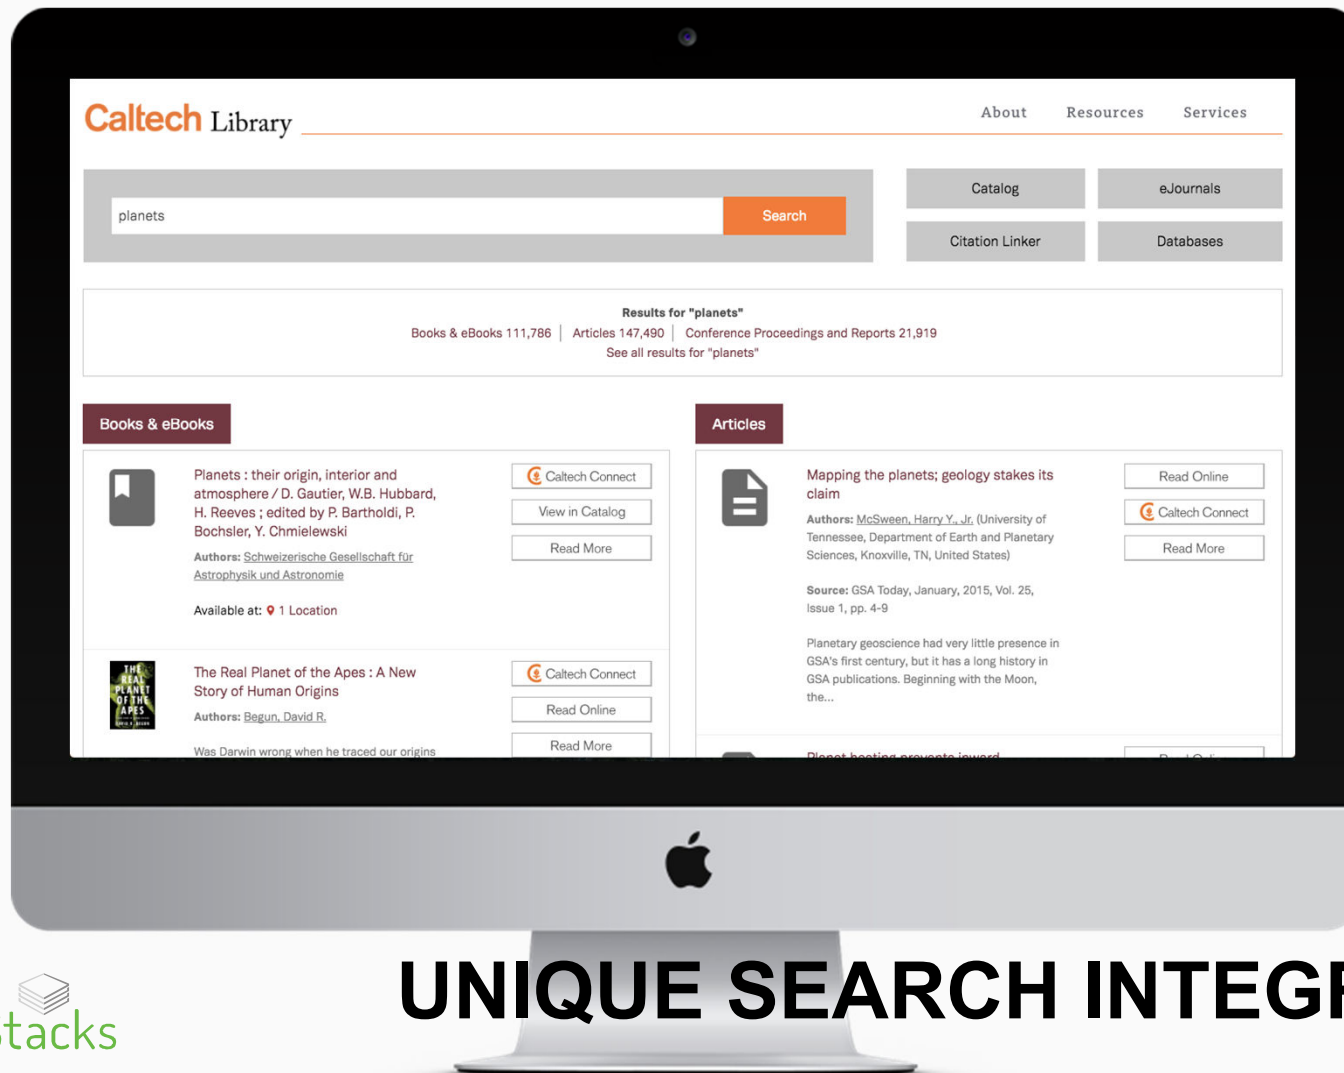 Caltech Library
About Resources Services
planets
Search
Catalog
eJournals
Citation Linker
Databases
Results for "planets"
Books & eBooks 111,786 | Articles 147,490 | Conference Proceedings and Reports 21,919
See all results for "planets"
Books & eBooks
Planets : their origin, interior and
atmosphere / D. Gautier, W.B. Hubbard,
H. Reeves ; edited by P. Bartholdi, P.
Bochsler, Y. Chmielewski
Authors: Schweizerische Gesellschaft für
Astrophysik und Astronomie
Available at: 1 Location
Caltech Connect
View in Catalog
Read More
THE
REAL
PLANET
OF THE
APES
The Real Planet of the Apes : A New
Story of Human Origins
Authors: Begun, David R.
Was Darwin wrong when he traced our origins
Caltech Connect
Read Online
Read More
Articles
Mapping the planets; geology stakes its
claim
Authors: McSween, Harry Y., Jr. (University of
Tennessee, Department of Earth and Planetary
Sciences, Knoxville, TN, United States)
Source: GSA Today, January, 2015, Vol. 25,
Issue 1, pp. 4-9
Planetary geoscience had very little presence in
GSA's first century, but it has a long history in
GSA publications. Beginning with the Moon,
the...
Read Online
Caltech Connect
Read More
Planet heating prevents inward
Read Online
Stacks
UNIQUE SEARCH INTEGR